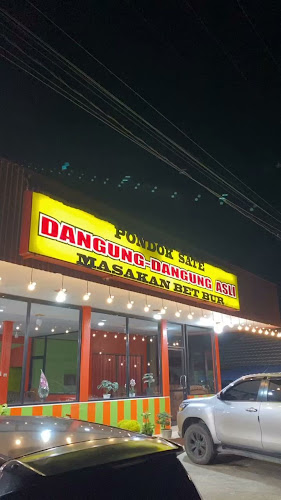 PONDOK SATE
DANGUNG-DANGUNG ASLI
MASAKAN BET BUR